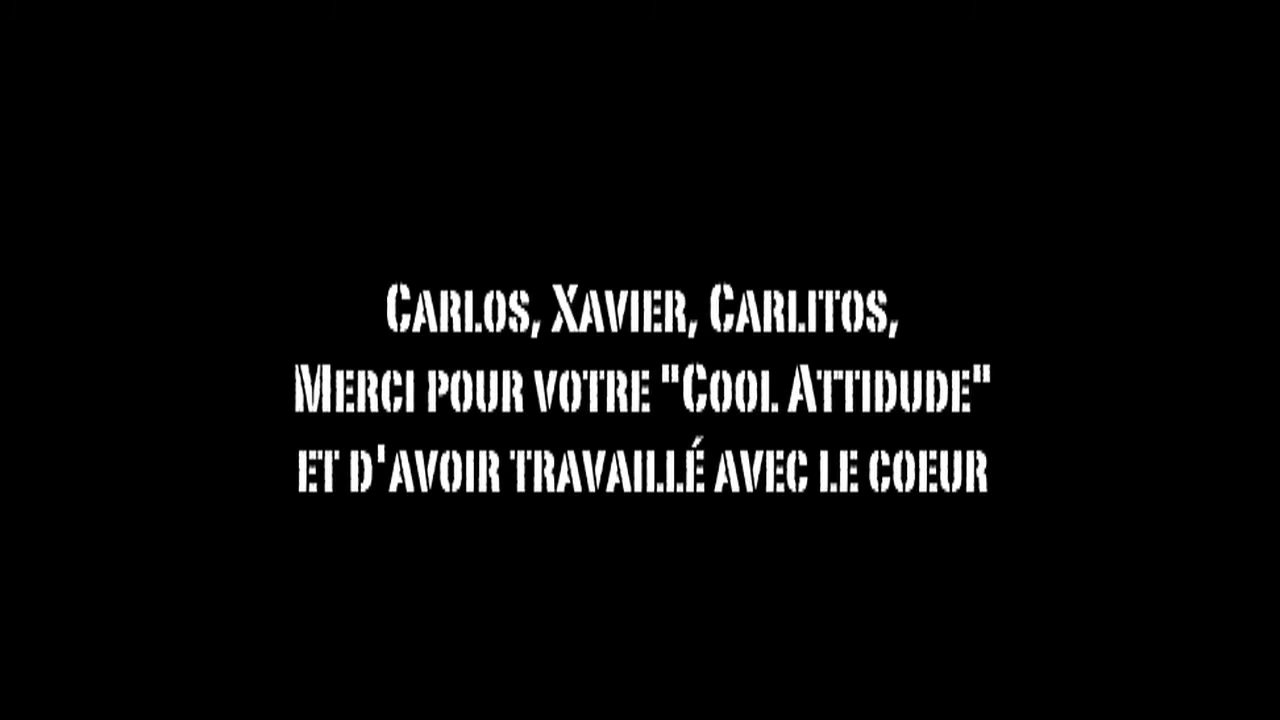 Carlos, Xavier, Carlitos,
Merci pour votre "Cool Attidude"
et d'avoir travaillé avec le coeur